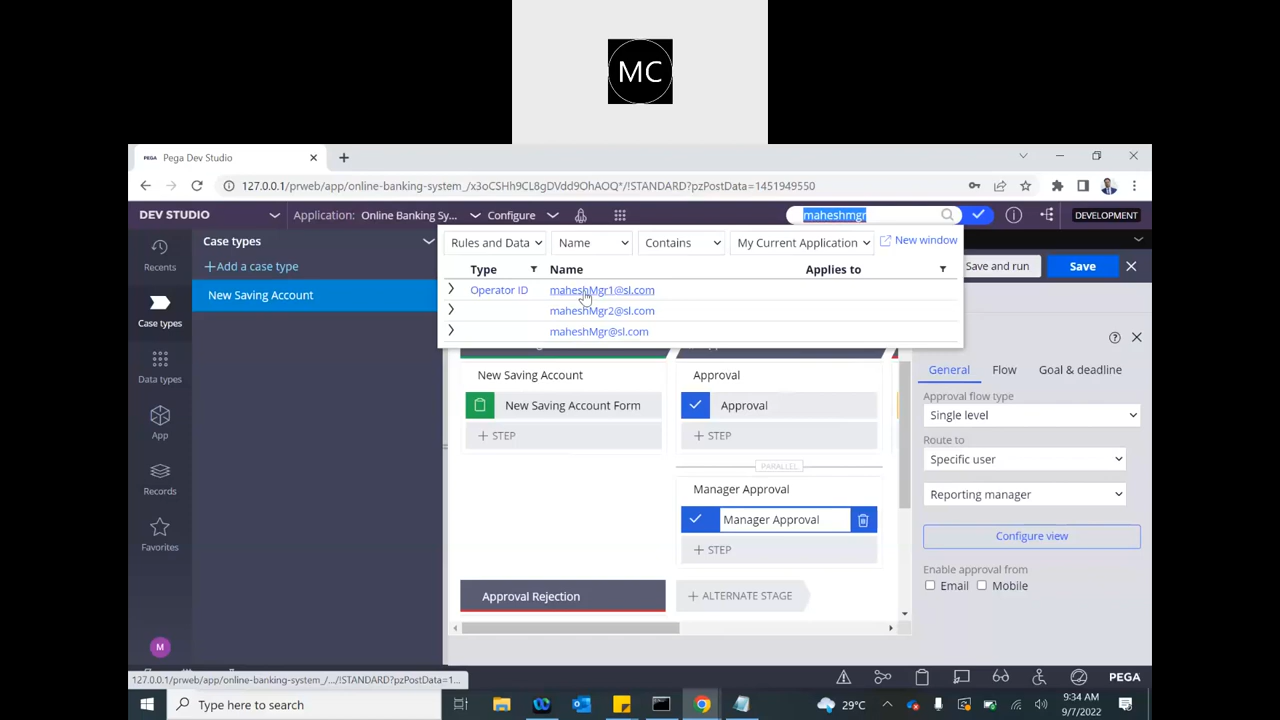 MC
PEGA Pega Dev Studio
127.0.0.1/prweb/app/online-banking-system_/x3oCSHh9CL8gDVdd9OhAOQ*/!STANDARD?pzPostData=1451949550
DEV STUDIO
Application: Online Banking Sy...
Configure
maheshmgr
DEVELOPMENT
Recents
Case types
Data types
App
Records
Favorites
M
Case types
+ Add a case type
New Saving Account
Rules and Data
Name
Contains
My Current Application
New window
Type
Name
Applies to
Operator ID
maheshMgr1@sl.com
maheshMgr2@sl.com
maheshMgr@sl.com
Save and run
Save
New Saving Account
Approval
New Saving Account Form
Approval
+ STEP
+ STEP
PARALLEL
Manager Approval
Manager Approval
+ STEP
Approval Rejection
+ ALTERNATE STAGE
General
Flow
Goal & deadline
Approval flow type
Single level
Route to
Specific user
Reporting manager
Configure view
Enable approval from
Email
Mobile
127.0.0.1/prweb/app/online-banking-system_/.../!STANDARD?pzPostData=1...
PEGA
Type here to search
29°C
9:34 AM
9/7/2022